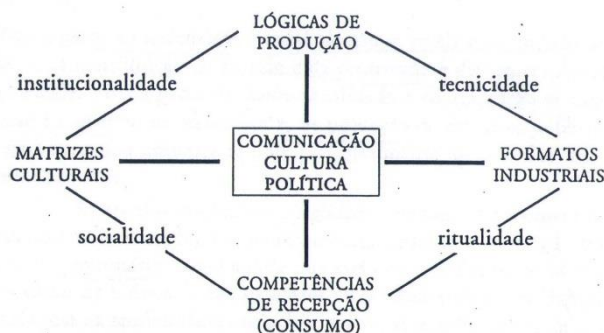 LÓGICAS DE
PRODUÇÃO
institucionalidade
tecnicidade
MATRIZES
CULTURAIS
COMUNICAÇÃO
CULTURA
POLÍTICA
FORMATOS
INDUSTRIAIS
socialidade
ritualidade
COMPETÊNCIAS
DE RECEPÇÃO
(CONSUMO)